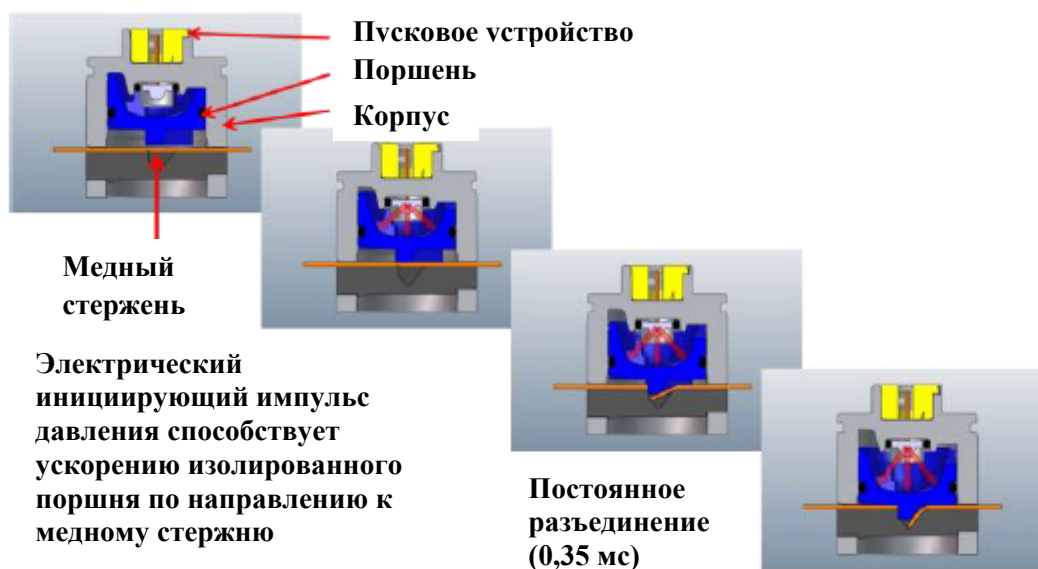 Пусковое устройство
Поршень
Корпус
Медный
стержень
Электрический
инициирующий импульс
давления способствует
ускорению изолированного
поршня по направлению к
медному стержню
Постоянное
разъединение
(0,35 мс)